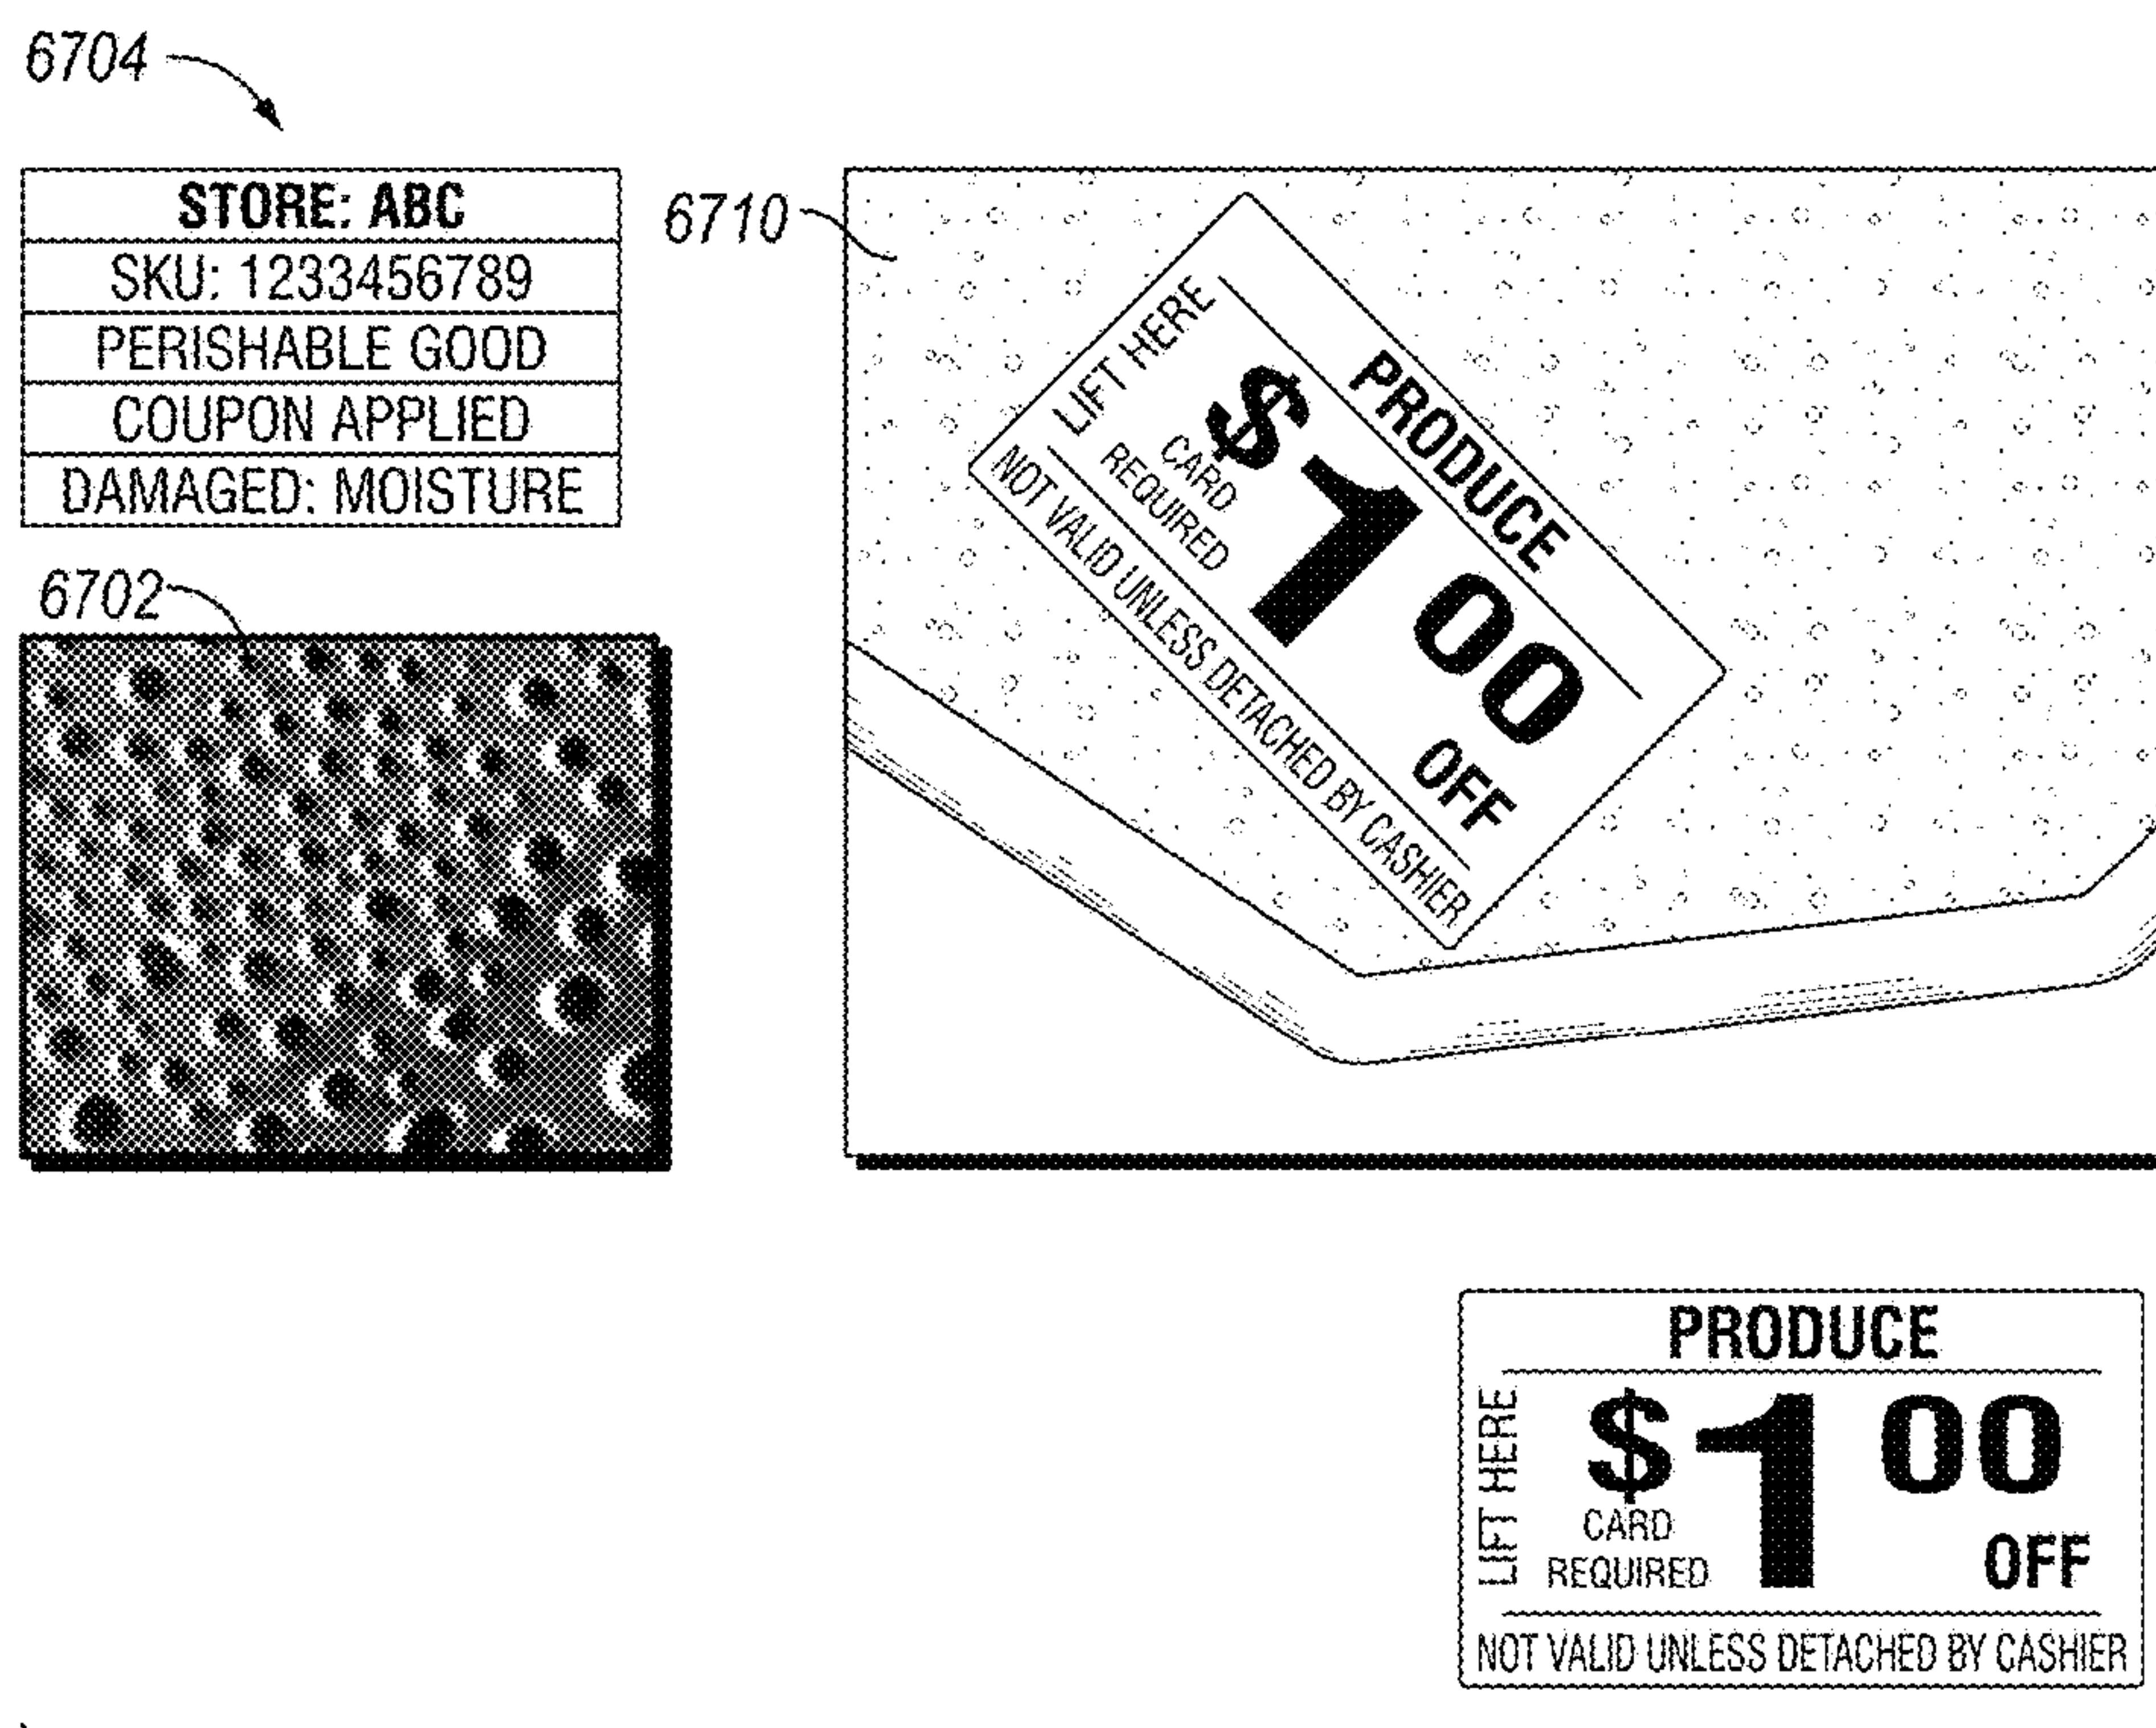 6704
STORE: ABC
SKU: 1233456789
PERISHABLE GOOD
COUPON APPLIED
DAMAGED: MOISTURE
6702
6710
PRODUCE
LIFT HERE
$1 00
CARD
REQUIRED
OFF
NOT VALID UNLESS DETACHED BY CASHIER
PRODUCE
LIFT HERE
$1 00
CARD
REQUIRED
OFF
NOT VALID UNLESS DETACHED BY CASHIER